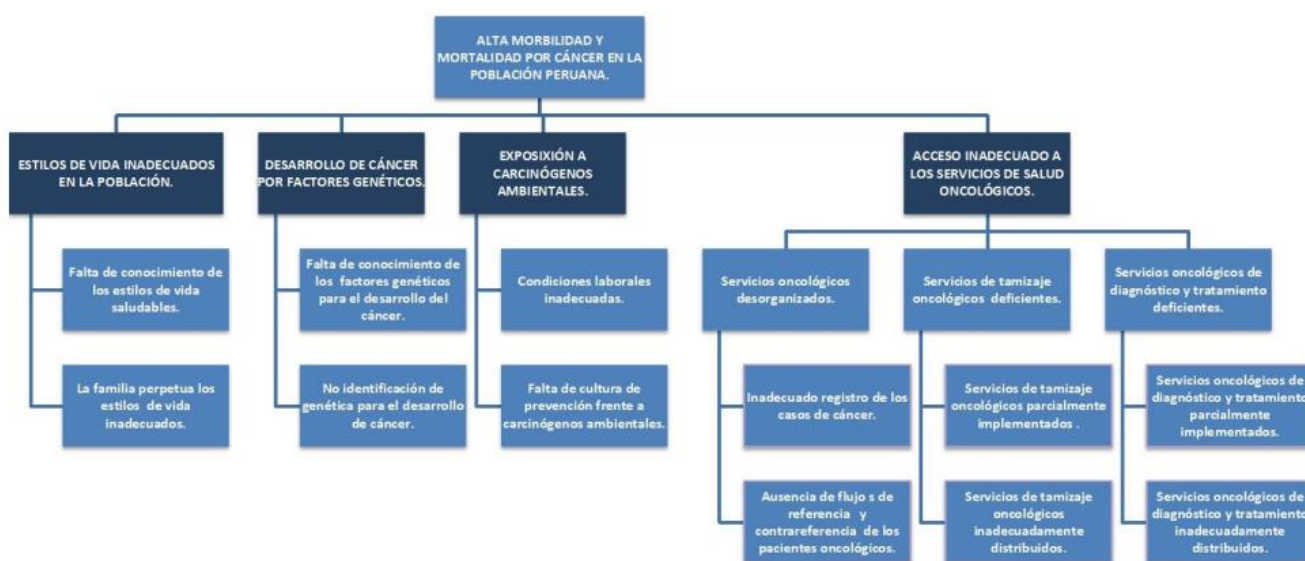 ALTA MORBILIDAD Y
MORTALIDAD POR CÁNCER EN LA
POBLACIÓN PERUANA.
ESTILOS DE VIDA INADECUADOS
EN LA POBLACIÓN.
DESARROLLO DE CÁNCER
POR FACTORES GENÉTICOS.
EXPOSIXIÓN A
CARCINÓGENOS
AMBIENTALES.
ACCESO INADECUADO A
LOS SERVICIOS DE SALUD
ONCOLÓGICOS.
Falta de conocimiento de
los estilos de vida
saludables.
Falta de conocimiento de
los factores genéticos
para el desarrollo del
cáncer.
Condiciones laborales
inadecuadas.
Servicios oncológicos
desorganizados.
Servicios de tamizaje
oncológicos deficientes.
Servicios oncológicos de
diagnóstico y tratamiento
deficientes.
La familia perpetua los
estilos de vida
inadecuados.
No identificación de
genética para el desarrollo
de cáncer.
Falta de cultura de
prevención frente a
carcinógenos ambientales.
Inadecuado registro de los
casos de cáncer.
Servicios de tamizaje
oncológicos parcialmente
implementados .
Servicios oncológicos de
diagnóstico y tratamiento
parcialmente
implementados.
Ausencia de flujo s de
referencia y
contrareferencia de los
pacientes oncológicos.
Servicios de tamizaje
oncológicos
inadecuadamente
distribuidos.
Servicios oncológicos de
diagnóstico y tratamiento
inadecuadamente
distribuidos.